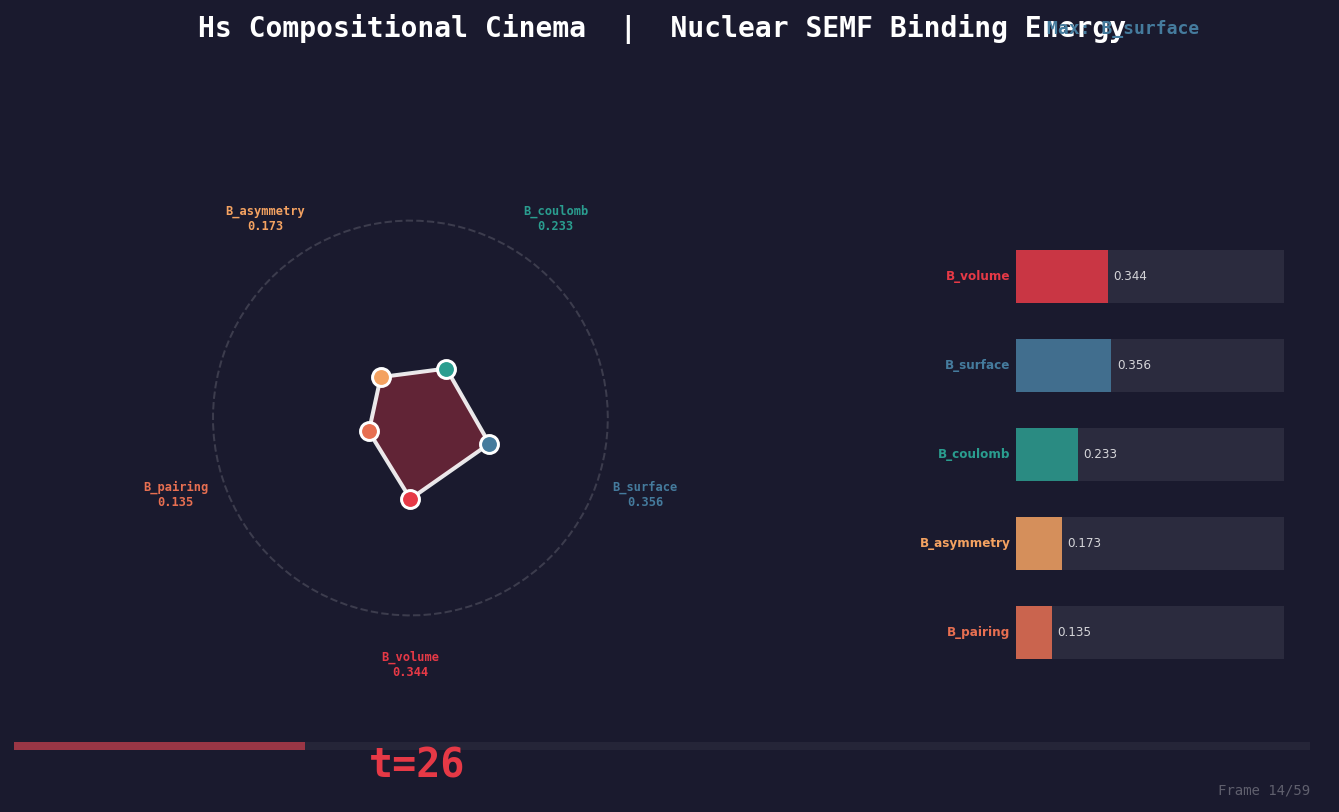 Hs Compositional Cinema | Nuclear SEMF Binding Energy
Max: B_surface
B_asymmetry
0.173
B_coulomb
0.233
B_pairing
0.135
B_surface
0.356
B_volume
0.344
B_volume 0.344
B_surface 0.356
B_coulomb 0.233
B_asymmetry 0.173
B_pairing 0.135
t=26
Frame 14/59